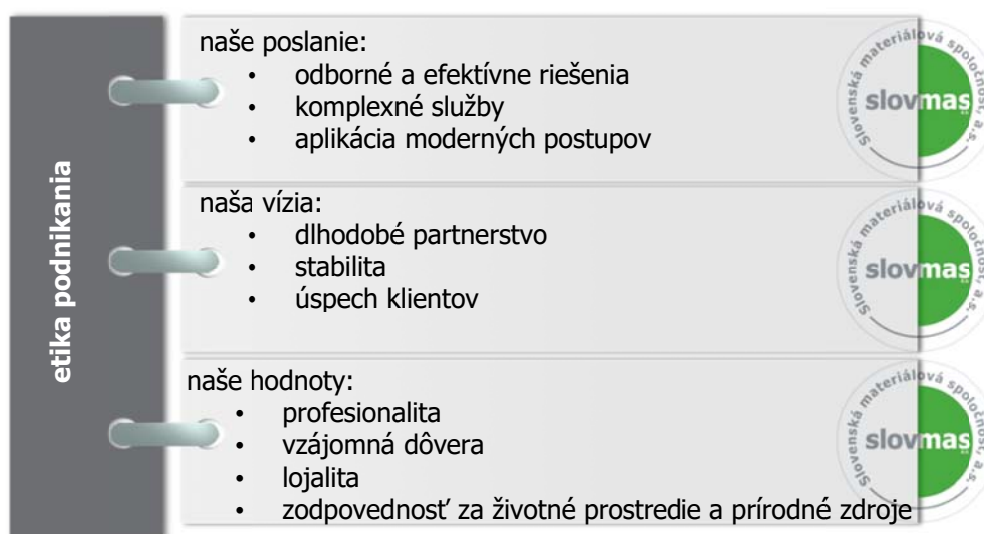 etika podnikania
naše poslanie:
• odborné a efektívne riešenia
• komplexné služby
• aplikácia moderných postupov
Slovenská materiálová spoločnosť, a.s.
slovmas
naša vízia:
• dlhodobé partnerstvo
• stabilita
• úspech klientov
Slovenská materiálová spoločnosť, a.s.
slovmas
naše hodnoty:
• profesionalita
• vzájomná dôvera
• lojalita
• zodpovednosť za životné prostredie a prírodné zdroje
Slovenská materiálová spoločnosť, a.s.
slovmas